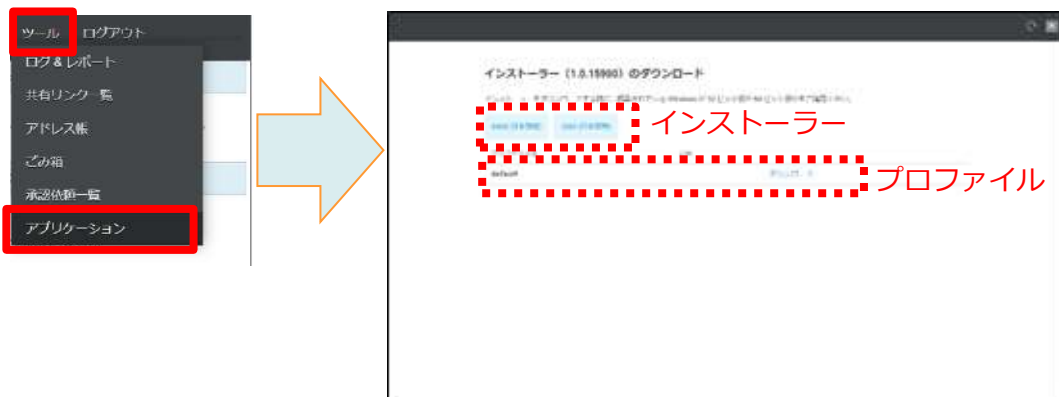 ツール ログアウト
ログ＆レポート
共有リンク一覧
アドレス帳
ごみ箱
承認依頼一覧
アプリケーション
インストーラー（1.0.15900）のダウンロード
インストーラー
default
プロファイル